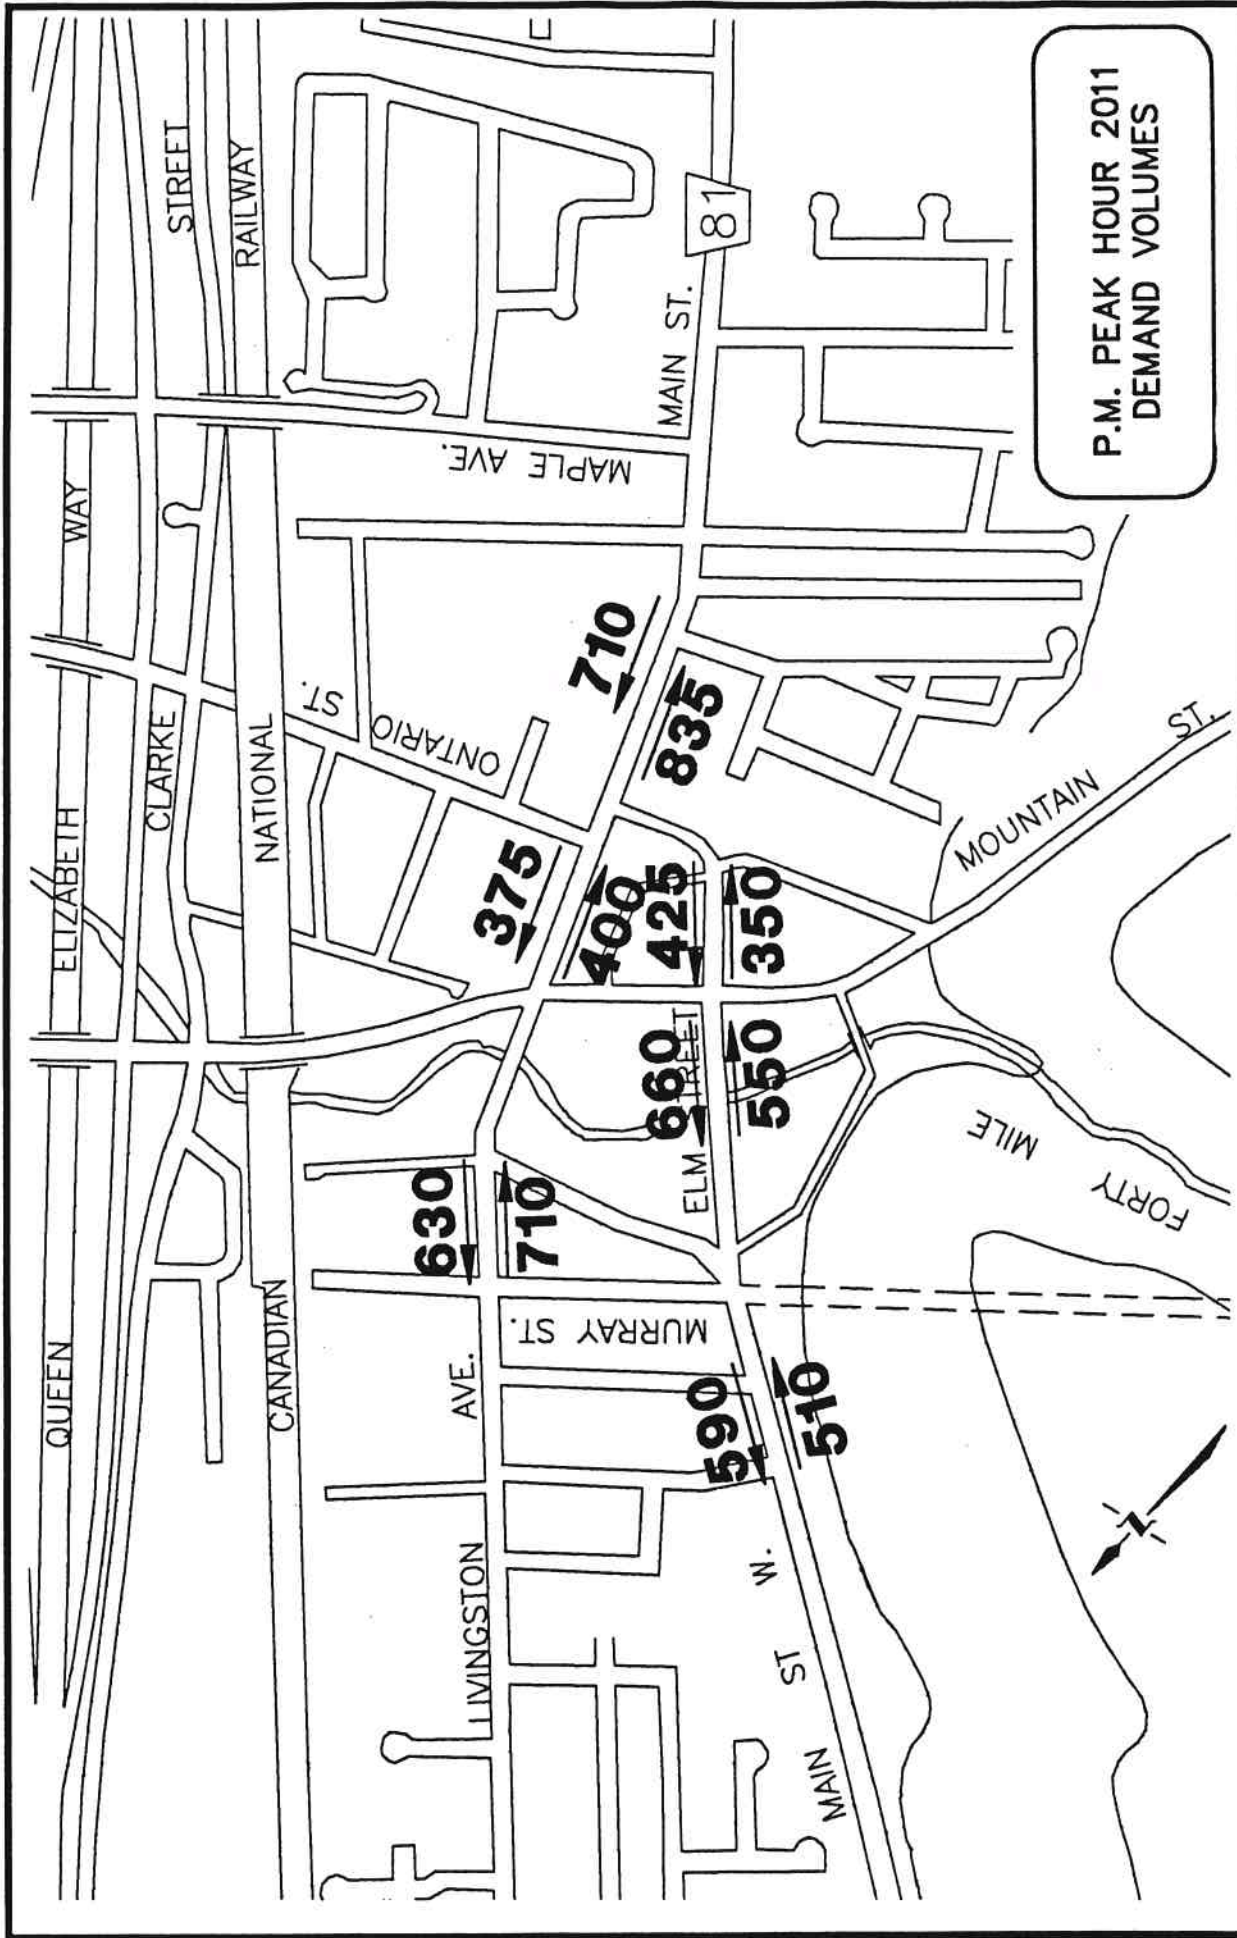 P.M. PEAK HOUR 2011
DEMAND VOLUMES
QUEEN
ELIZABETH
WAY
CLARKE
STREET
CANADIAN
NATIONAL
RAILWAY
ONTARIO
ST.
MAPLE AVE.
MAIN ST.
81
710
835
375
400
425
350
660
550
630
710
590
510
ELM STREET
MURRAY ST.
LIVINGSTON
AVE.
MAIN
ST
W.
MOUNTAIN
ST.
FORTY
MILE
N